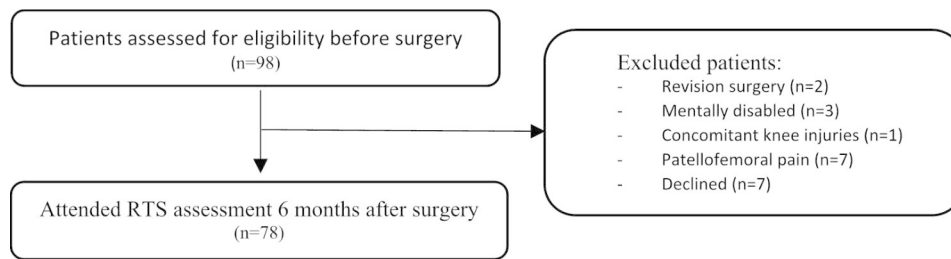 Patients assessed for eligibility before surgery
(n=98)
Excluded patients:
- Revision surgery (n=2)
- Mentally disabled (n=3)
- Concomitant knee injuries (n=1)
- Patellofemoral pain (n=7)
- Declined (n=7)
Attended RTS assessment 6 months after surgery
(n=78)